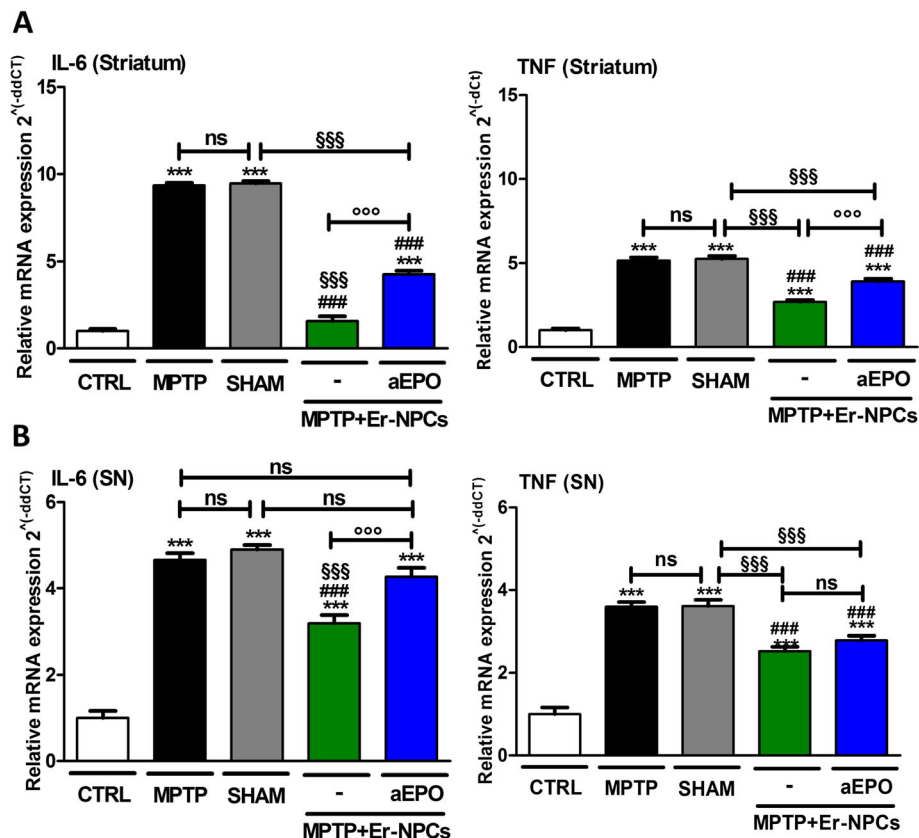 A
IL-6 (Striatum)
Relative mRNA expression 2^(-ddCT)
15
10
5
0
ns
§§§
*** ***
°°°
§§§
###
###
***
CTRL MPTP SHAM - aEPO
MPTP+Er-NPCs
TNF (Striatum)
Relative mRNA expression 2^(-dCt)
15
10
5
0
§§§
ns §§§ °°°
*** ***
###
***
###
***
CTRL MPTP SHAM - aEPO
MPTP+Er-NPCs
B
IL-6 (SN)
Relative mRNA expression 2^(-ddCT)
6
4
2
0
ns
ns ns
°°°
*** ***
§§§
###
***
***
CTRL MPTP SHAM - aEPO
MPTP+Er-NPCs
TNF (SN)
Relative mRNA expression 2^(-ddCT)
6
4
2
0
§§§
ns §§§
ns
*** ***
###
***
###
***
CTRL MPTP SHAM - aEPO
MPTP+Er-NPCs